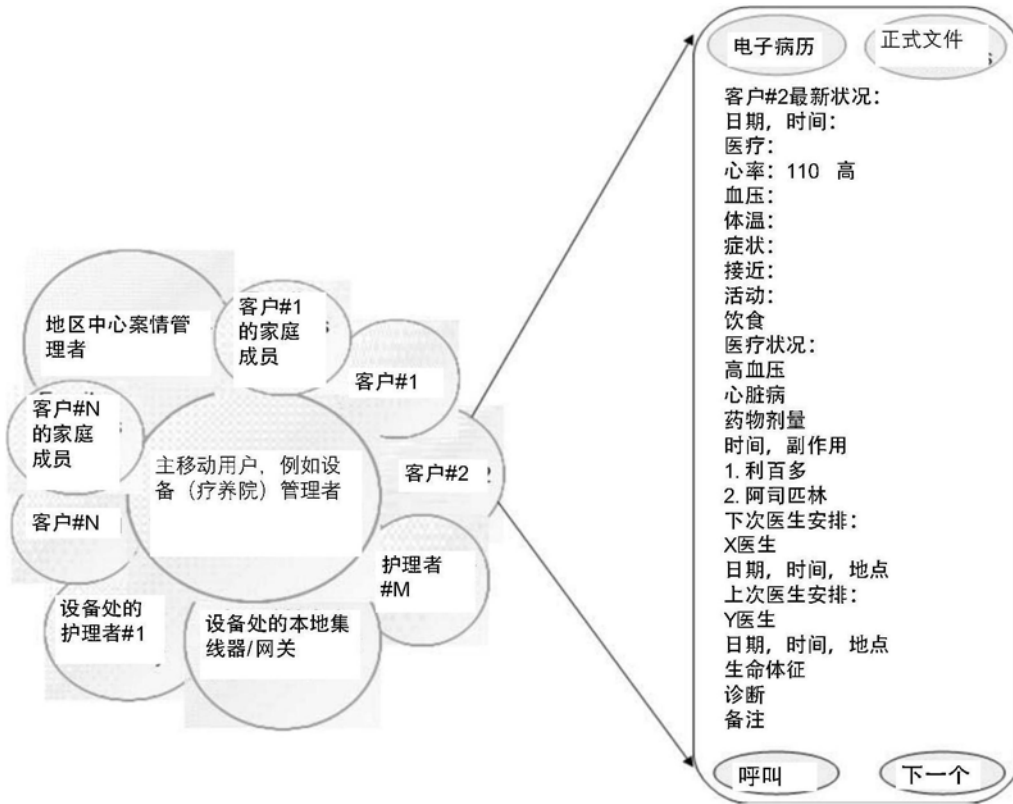 地区中心案情管
理者
客户#1
的家庭
成员
客户#1
客户#N
的家庭
成员
主移动用户，例如设
备（疗养院）管理者
客户#2
客户#N
护理者
#M
设备处的
护理者#1
设备处的本地集
线器/网关
电子病历
正式文件
客户#2最新状况：
日期，时间：
医疗：
心率：110 高
血压：
体温：
症状：
接近：
活动：
饮食
医疗状况：
高血压
心脏病
药物剂量
时间，副作用
1. 利百多
2. 阿司匹林
下次医生安排：
X医生
日期，时间，地点
上次医生安排：
Y医生
日期，时间，地点
生命体征
诊断
备注
呼叫
下一个